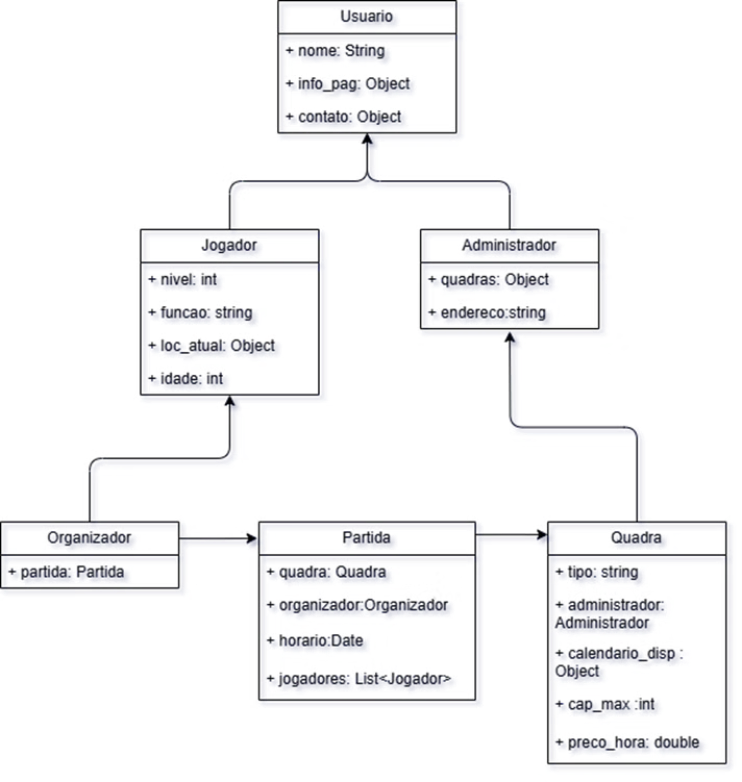 Usuario
+ nome: String
+ info_pag: Object
+ contato: Object
Jogador
+ nivel: int
+ funcao: string
+ loc_atual: Object
+ idade: int
Administrador
+ quadras: Object
+ endereco:string
Organizador
+ partida: Partida
Partida
+ quadra: Quadra
+ organizador:Organizador
+ horario:Date
+ jogadores: List<Jogador>
Quadra
+ tipo: string
+ administrador:
Administrador
+ calendario_disp :
Object
+ cap_max :int
+ preco_hora: double